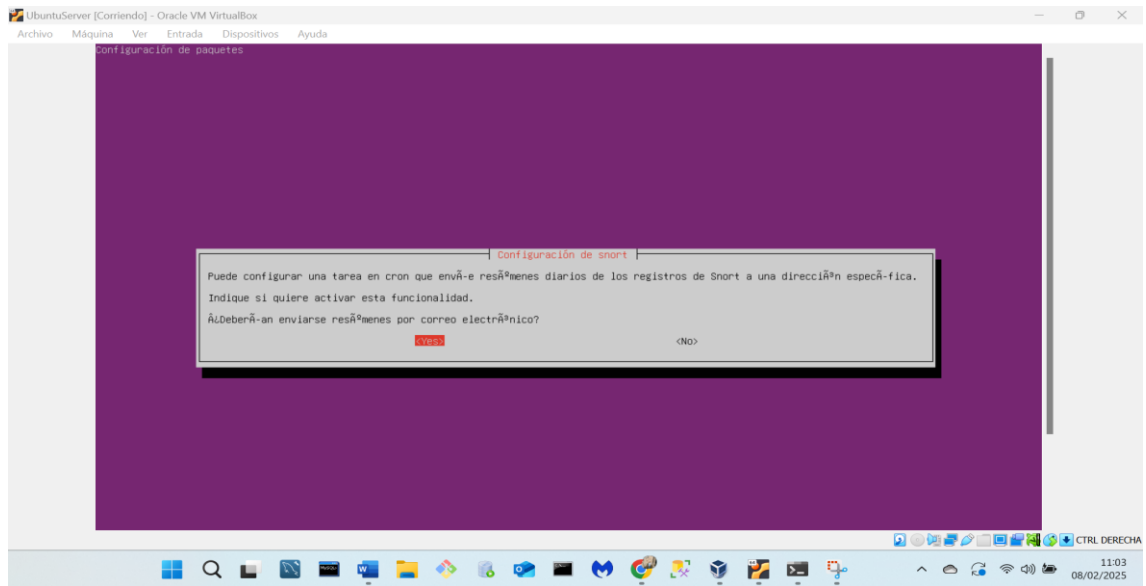 UbuntuServer [Corriendo] - Oracle VM VirtualBox
Archivo Máquina Ver Entrada Dispositivos Ayuda
Configuración de paquetes
Configuración de snort
Puede configurar una tarea en cron que envÃ-e resÃºmenes diarios de los registros de Snort a una direcciÃ³n especÃ-fica.
Indique si quiere activar esta funcionalidad.
Â¿DeberÃ-an enviarse resÃºmenes por correo electrÃ³nico?
<Yes> <No>
CTRL DERECHA
11:03
08/02/2025